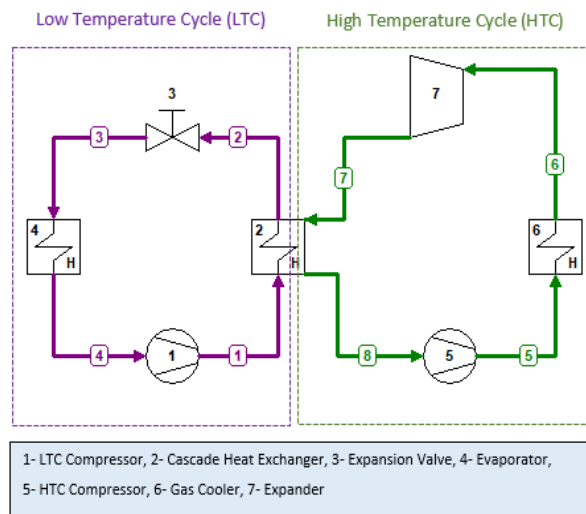 Low Temperature Cycle (LTC)
High Temperature Cycle (HTC)
3
7
3
2
7
6
4
H
2
H
6
H
4
1
1
8
5
5
1- LTC Compressor, 2- Cascade Heat Exchanger, 3- Expansion Valve, 4- Evaporator,
5- HTC Compressor, 6- Gas Cooler, 7- Expander